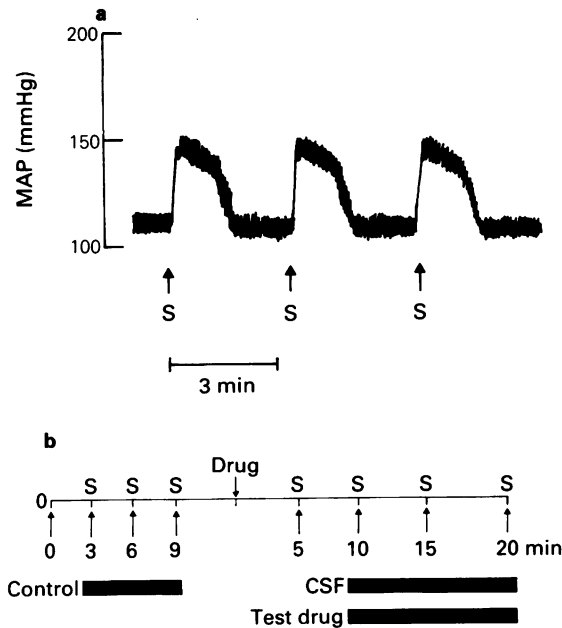 a
200
150
100
MAP (mmHg)
S S S
3 min
b
Drug
S S S S S S S
0
0 3 6 9 5 10 15 20 min
Control CSF
Test drug